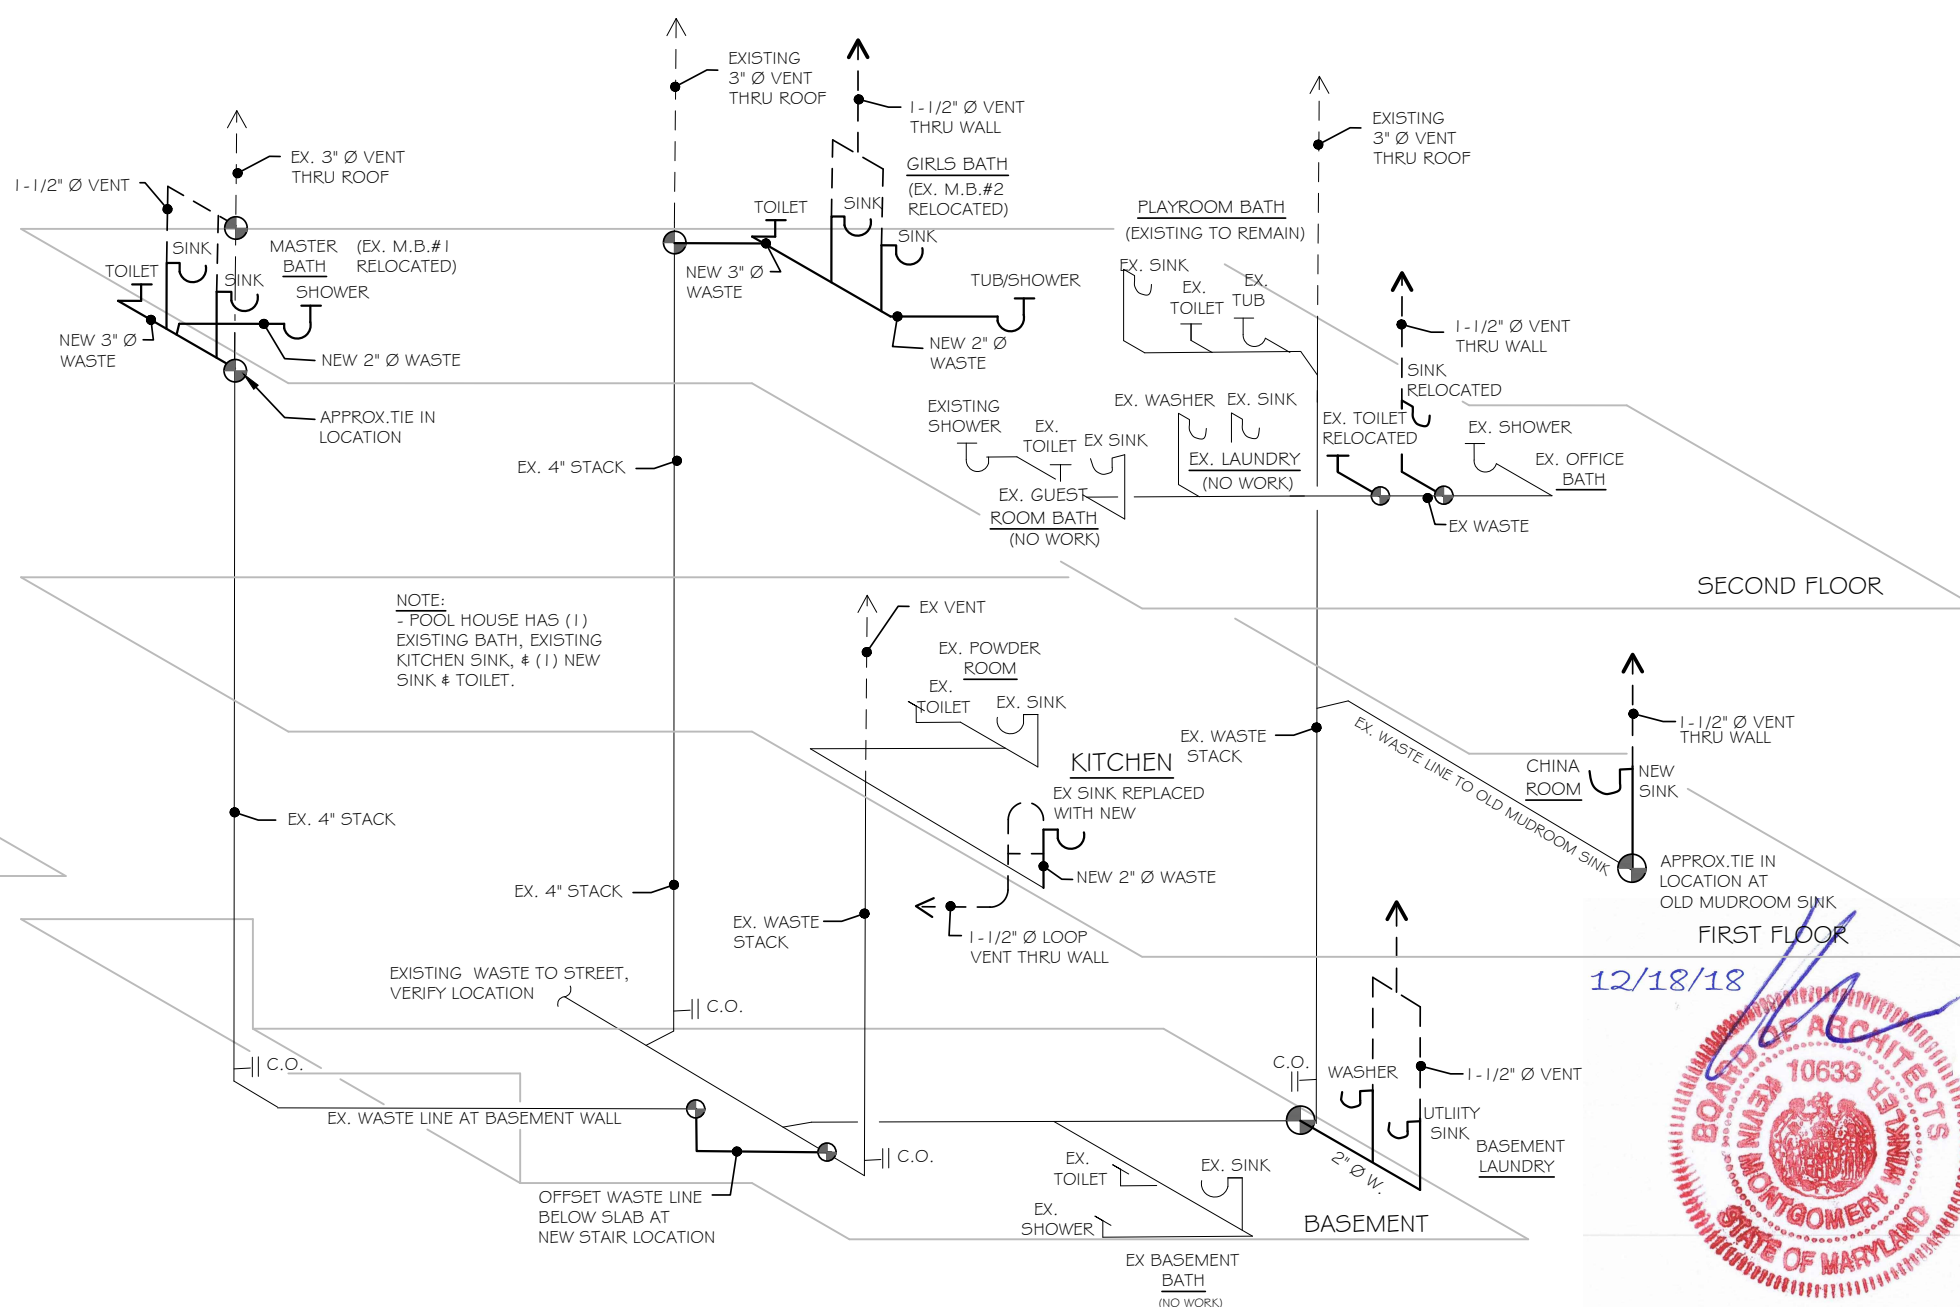 EXISTING
3" Ø VENT
THRU ROOF
1-1/2" Ø VENT
THRU WALL
EX. 3" Ø VENT
THRU ROOF
1-1/2" Ø VENT
SINK
MASTER
BATH
(EX. M.B.#1
RELOCATED)
TOILET
SINK
SHOWER
NEW 3" Ø
WASTE
NEW 2" Ø WASTE
APPROX.TIE IN
LOCATION
GIRLS BATH
(EX. M.B.#2
RELOCATED)
TOILET
SINK
SINK
NEW 3" Ø
WASTE
TUB/SHOWER
NEW 2" Ø
WASTE
EXISTING
3" Ø VENT
THRU ROOF
PLAYROOM BATH
(EXISTING TO REMAIN)
EX. SINK
EX.
TOILET
EX.
TUB
1-1/2" Ø VENT
THRU WALL
SINK
RELOCATED
EX. 4" STACK
EXISTING
SHOWER
EX.
TOILET
EX SINK
EX. GUEST
ROOM BATH
(NO WORK)
EX. WASHER
EX. SINK
EX. LAUNDRY
(NO WORK)
EX. TOILET
RELOCATED
EX. SHOWER
EX. OFFICE
BATH
EX WASTE
SECOND FLOOR
NOTE:
- POOL HOUSE HAS (1)
EXISTING BATH, EXISTING
KITCHEN SINK, & (1) NEW
SINK & TOILET.
EX VENT
EX. POWDER
ROOM
EX.
TOILET
EX. SINK
KITCHEN
EX SINK REPLACED
WITH NEW
NEW 2" Ø WASTE
1-1/2" Ø LOOP
VENT THRU WALL
EX. WASTE
STACK
EX. WASTE LINE TO OLD MUDROOM SINK
1-1/2" Ø VENT
THRU WALL
CHINA
ROOM
NEW
SINK
APPROX.TIE IN
LOCATION AT
OLD MUDROOM SINK
FIRST FLOOR
EX. 4" STACK
EX. 4" STACK
EX. WASTE
STACK
EXISTING WASTE TO STREET,
VERIFY LOCATION
C.O.
C.O.
EX. WASTE LINE AT BASEMENT WALL
C.O.
OFFSET WASTE LINE
BELOW SLAB AT
NEW STAIR LOCATION
EX.
TOILET
EX. SINK
EX.
SHOWER
EX BASEMENT
BATH
(NO WORK)
C.O.
WASHER
1-1/2" Ø VENT
UTLIITY
SINK
BASEMENT
LAUNDRY
2" Ø W.
BASEMENT
12/18/18
BOARD OF ARCHITECTS
10633
KEVIN MONTGOMERY WINKLER
STATE OF MARYLAND